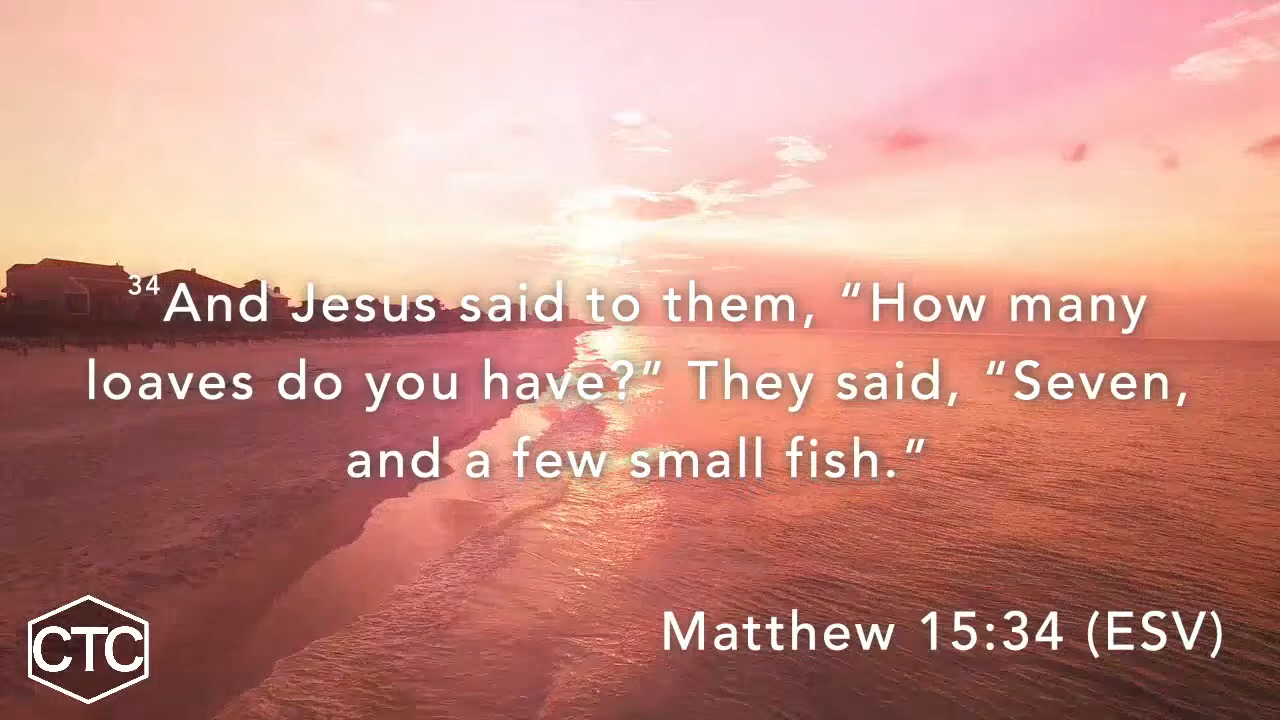 34And Jesus said to them, “How many
loaves do you have?” They said, “Seven,
and a few small fish.”
Matthew 15:34 (ESV)
CTC